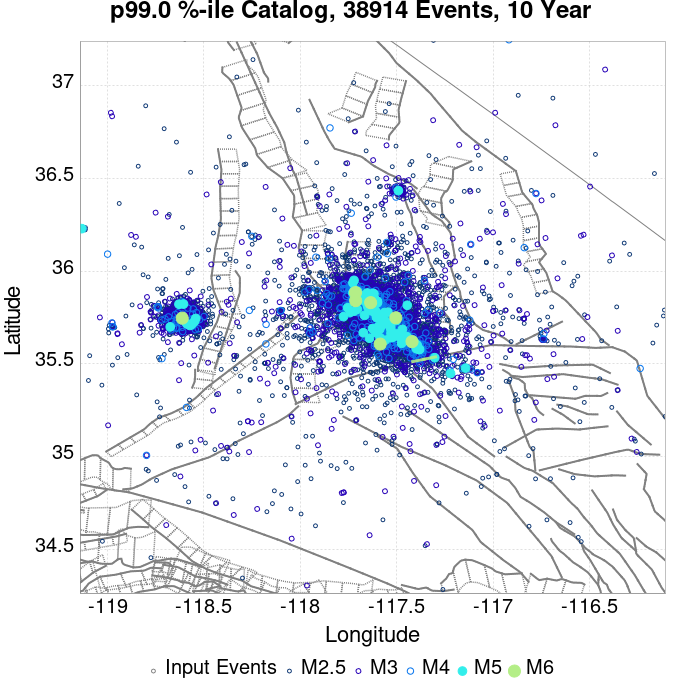 p99.0 %-ile Catalog, 38914 Events, 10 Year
37
36.5
36
35.5
35
34.5
Latitude
-119 -118.5 -118 -117.5 -117 -116.5
Longitude
Input Events M2.5 M3 M4 M5 M6